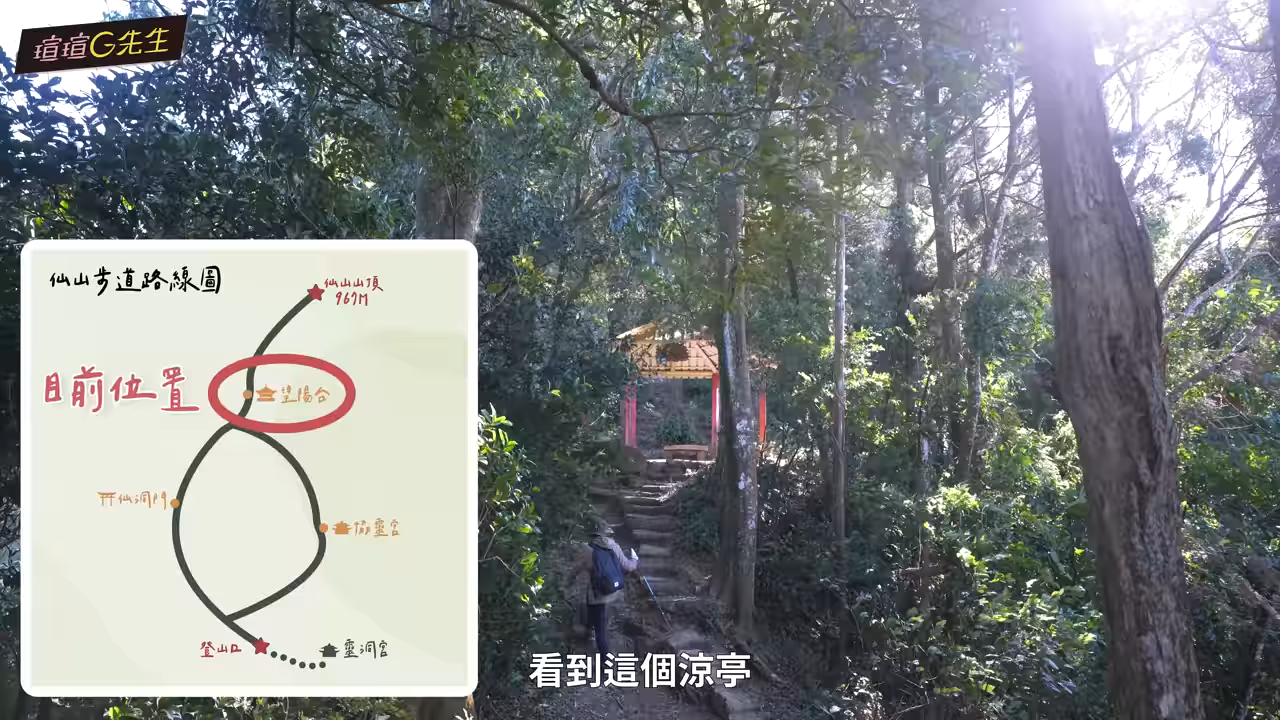 瑄瑄G先生
仙山步道路線圖
仙山山頂
967M
目前位置
望陽台
仙洞門
協靈宮
登山口
靈洞宮
看到這個涼亭